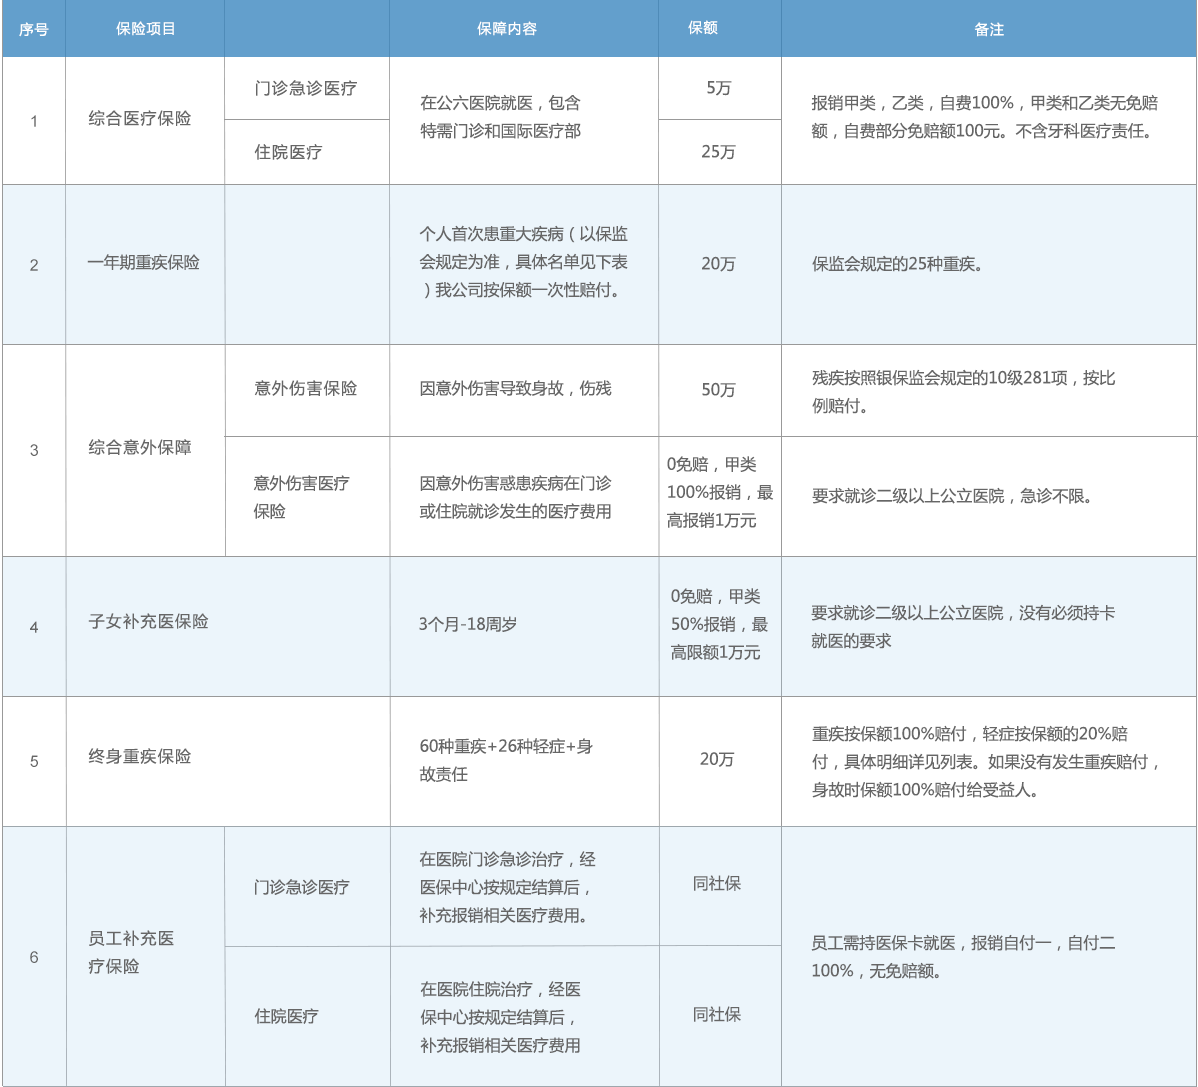 序号
保险项目
保障内容
保额
备注
1
综合医疗保险
门诊急诊医疗
在公六医院就医，包含
特需门诊和国际医疗部
5万
报销甲类，乙类，自费100%，甲类和乙类无免赔
额，自费部分免赔额100元。不含牙科医疗责任。
住院医疗
25万
2
一年期重疾保险
个人首次患重大疾病（以保监
会规定为准，具体名单见下表
）我公司按保额一次性赔付。
20万
保监会规定的25种重疾。
3
综合意外保障
意外伤害保险
因意外伤害导致身故，伤残
50万
残疾按照银保监会规定的10级281项，按比
例赔付。
意外伤害医疗
保险
因意外伤害惑患疾病在门诊
或住院就诊发生的医疗费用
0免赔，甲类
100%报销，最
高报销1万元
要求就诊二级以上公立医院，急诊不限。
4
子女补充医保险
3个月-18周岁
0免赔，甲类
50%报销，最
高限额1万元
要求就诊二级以上公立医院，没有必须持卡
就医的要求
5
终身重疾保险
60种重疾+26种轻症+身
故责任
20万
重疾按保额100%赔付，轻症按保额的20%赔
付，具体明细详见列表。如果没有发生重疾赔付，
身故时保额100%赔付给受益人。
6
员工补充医
疗保险
门诊急诊医疗
在医院门诊急诊治疗，经
医保中心按规定结算后，
补充报销相关医疗费用。
同社保
员工需持医保卡就医，报销自付一，自付二
100%，无免赔额。
住院医疗
在医院住院治疗，经医
保中心按规定结算后，
补充报销相关医疗费用
同社保